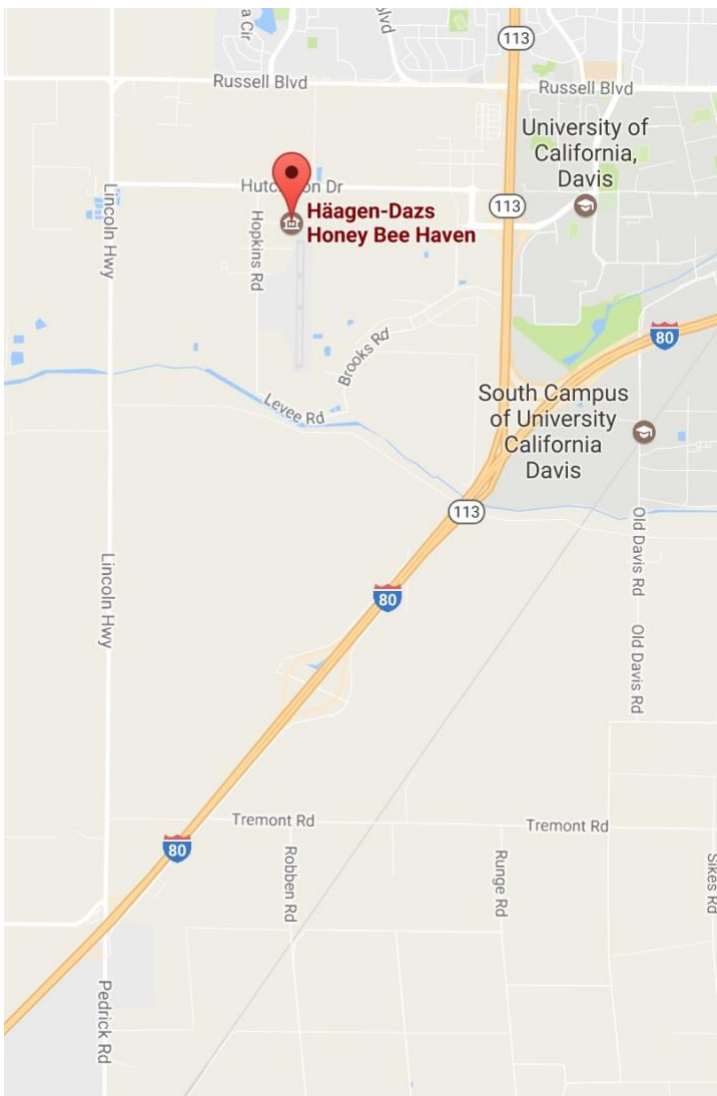 a Cir
Blvd
113
Russell Blvd
Russell Blvd
University of
California,
Davis
Lincoln Hwy
113
Häagen-Dazs
Honey Bee Haven
Hopkins Rd
Brooks Rd
80
Levee Rd
South Campus
of University
California
Davis
113
Old Davis Rd
Lincoln Hwy
80
Old Davis Rd
Tremont Rd
Tremont Rd
80
Robben Rd
Runge Rd
Sikes Rd
Pedrick Rd